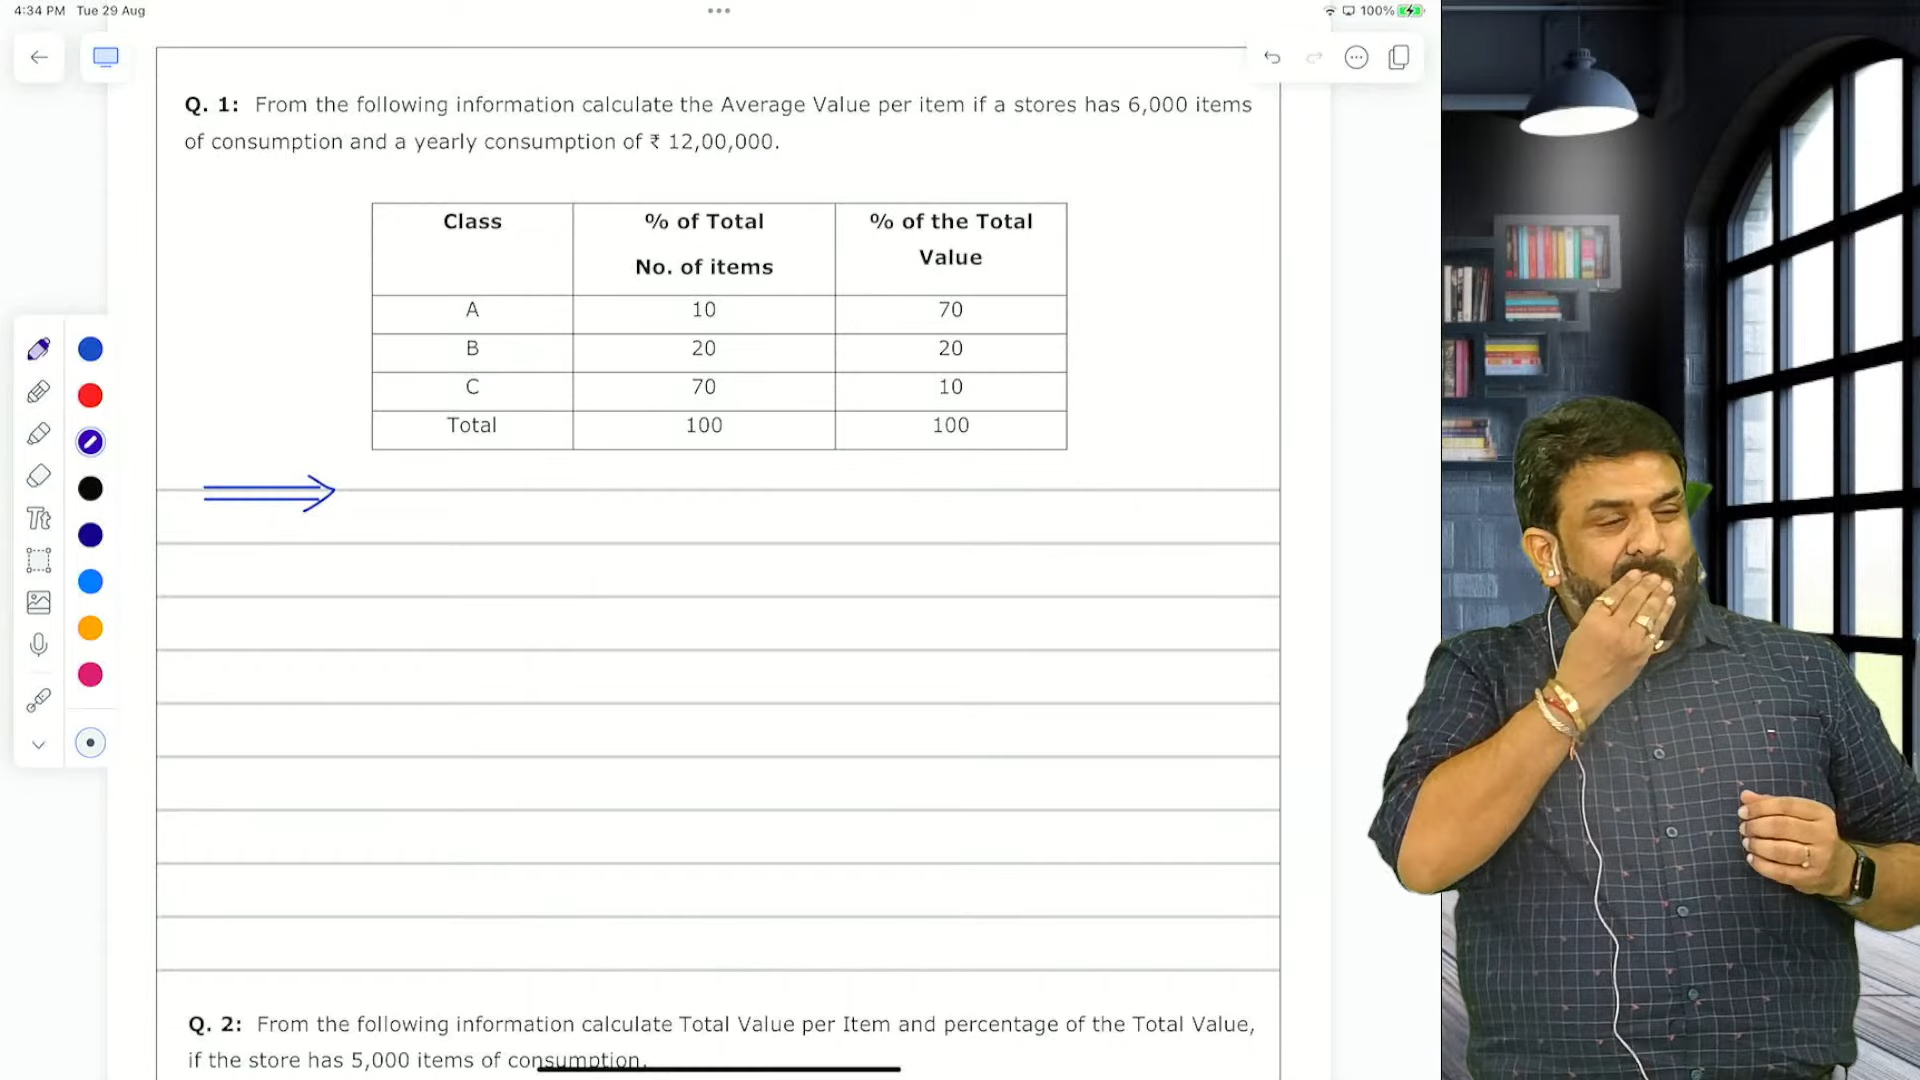 4:34 PM Tue 29 Aug
100%
Q. 1: From the following information calculate the Average Value per item if a stores has 6,000 items
of consumption and a yearly consumption of ₹ 12,00,000.
Class % of Total % of the Total
No. of items Value
A 10 70
B 20 20
C 70 10
Total 100 100
Tt
Q. 2: From the following information calculate Total Value per Item and percentage of the Total Value,
if the store has 5,000 items of consumption.